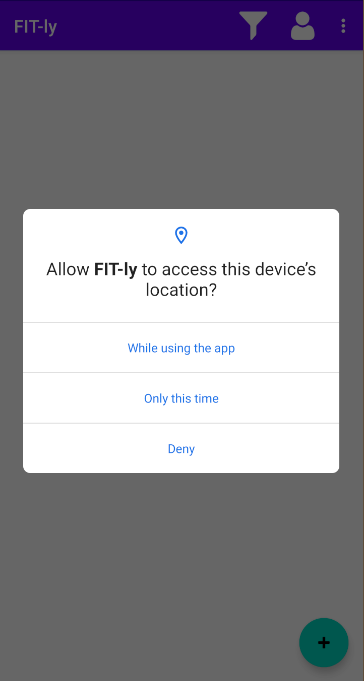 FIT-ly
Allow FIT-ly to access this device's
location?
While using the app
Only this time
Deny
+